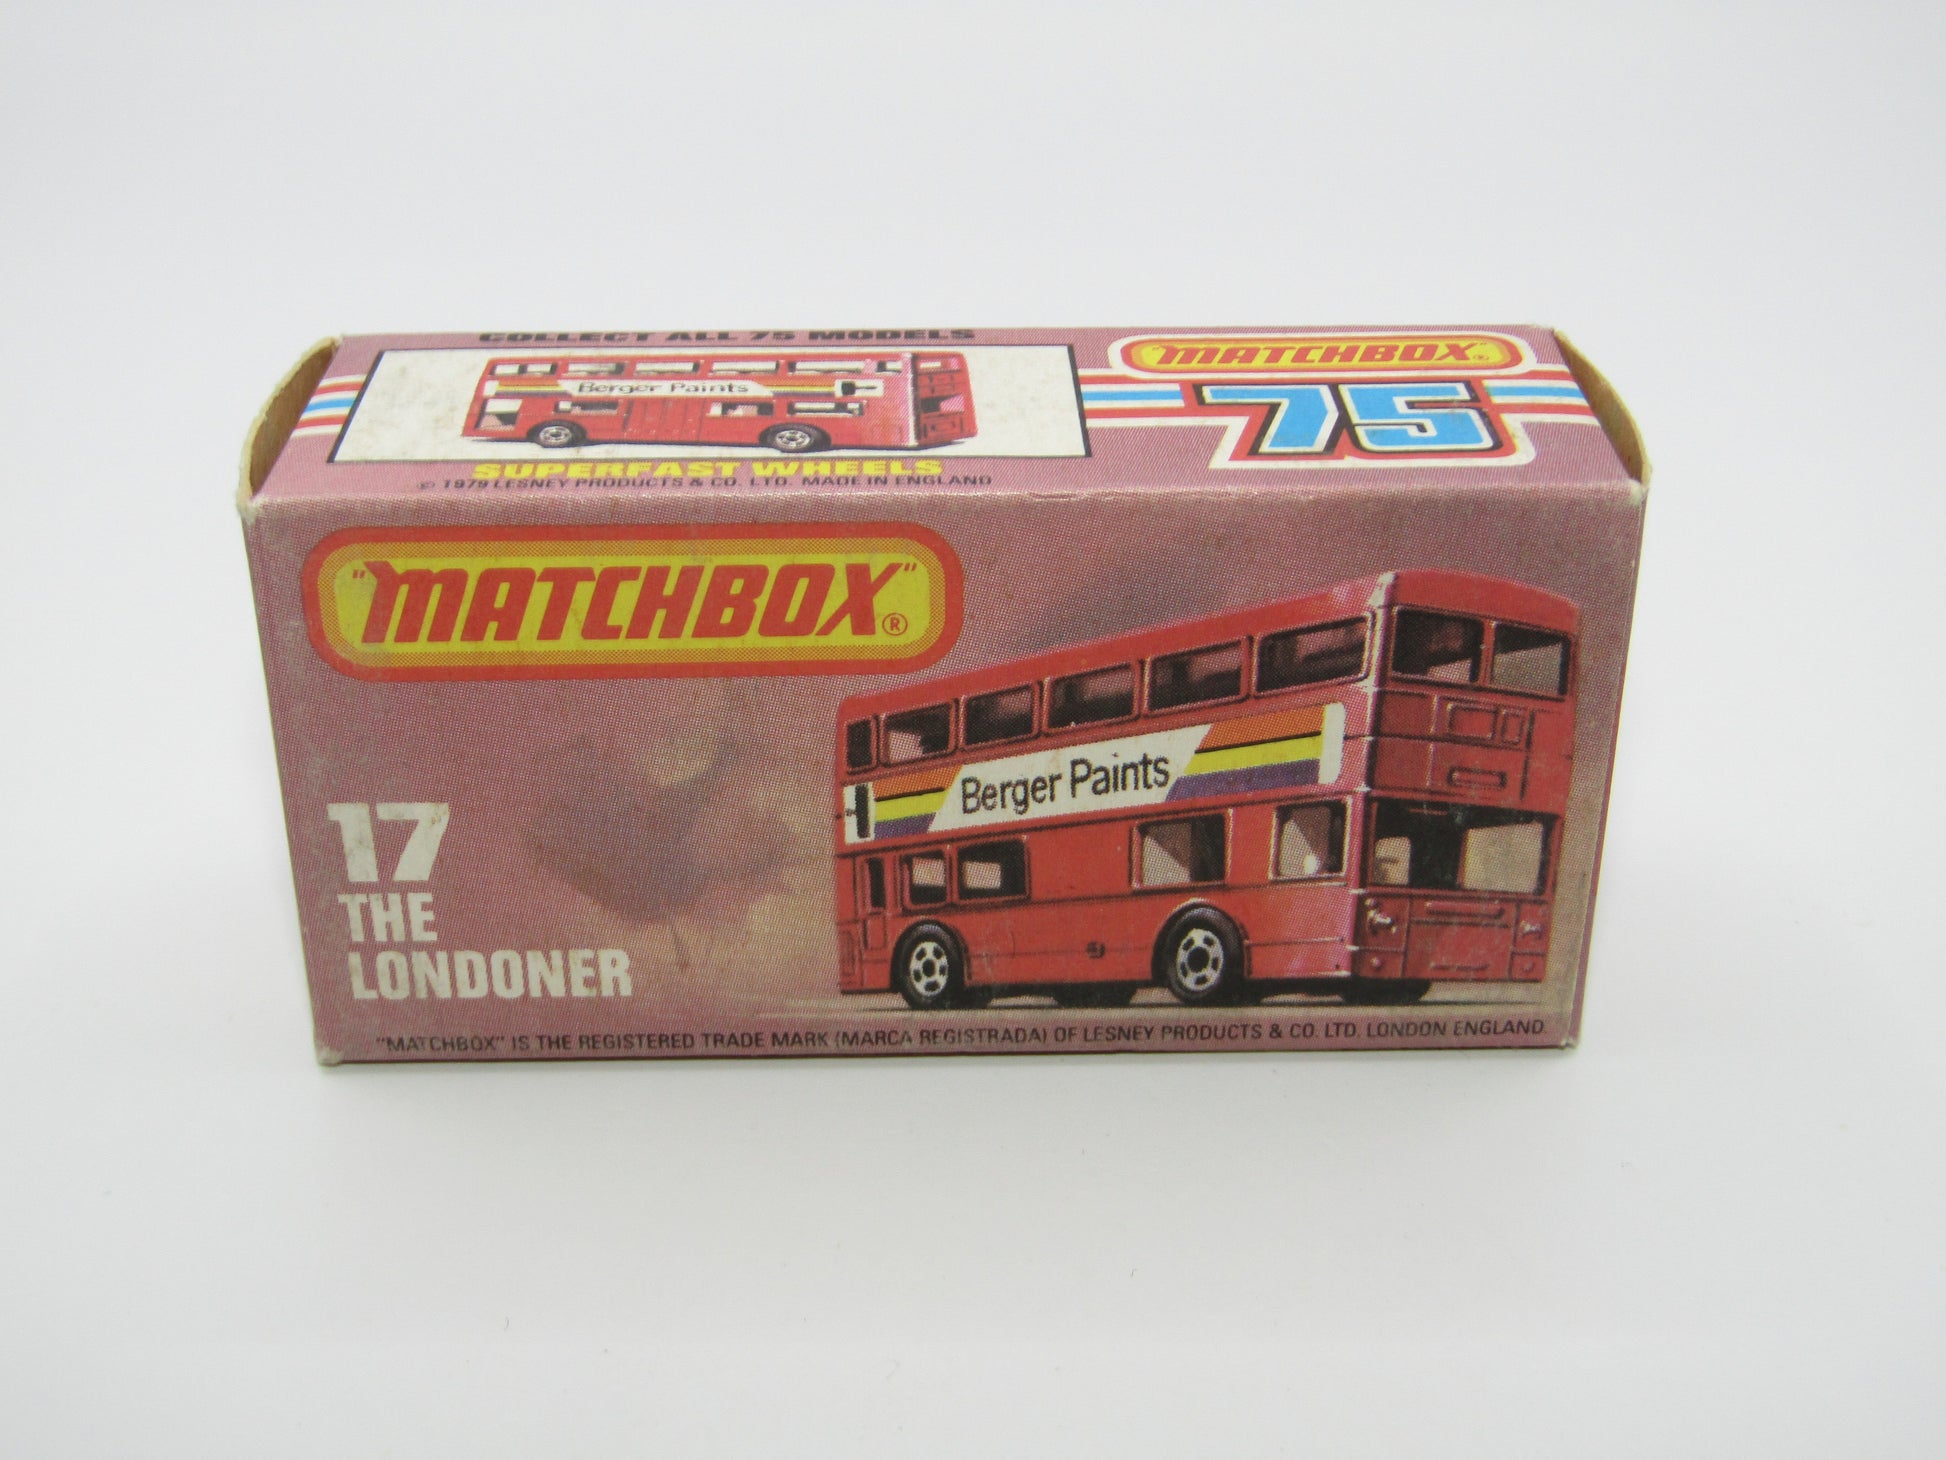 COLLECT ALL 75 MODELS
Berger Paints
SUPERFAST WHEELS
© 1979 LESNEY PRODUCTS & CO. LTD. MADE IN ENGLAND
"MATCHBOX"®
75
"MATCHBOX"®
Berger Paints
17
THE
LONDONER
"MATCHBOX" IS THE REGISTERED TRADE MARK (MARCA REGISTRADA) OF LESNEY PRODUCTS & CO. LTD. LONDON ENGLAND.